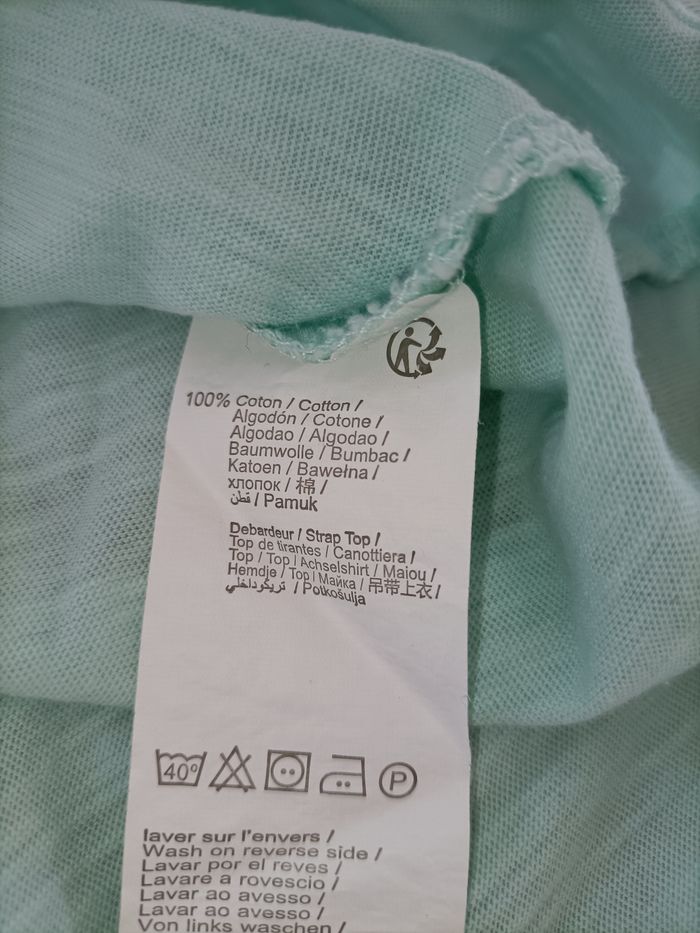 100% Coton / Cotton /
Algodón / Cotone /
Algodao / Algodao /
Baumwolle / Bumbac /
Katoen / Bawełna /
хлопок / 棉 /
قطن / Pamuk
Debardeur / Strap Top /
Top de tirantes / Canottiera /
Top / Top / Achselshirt / Maiou /
Hemdje / Top / Майка / 吊带上衣 /
تريكوداخلي / Potkošulja
40°
P
laver sur l'envers /
Wash on reverse side /
Lavar por el reves /
Lavare a rovescio /
Lavar ao avesso /
Lavar ao avesso /
Von links waschen /